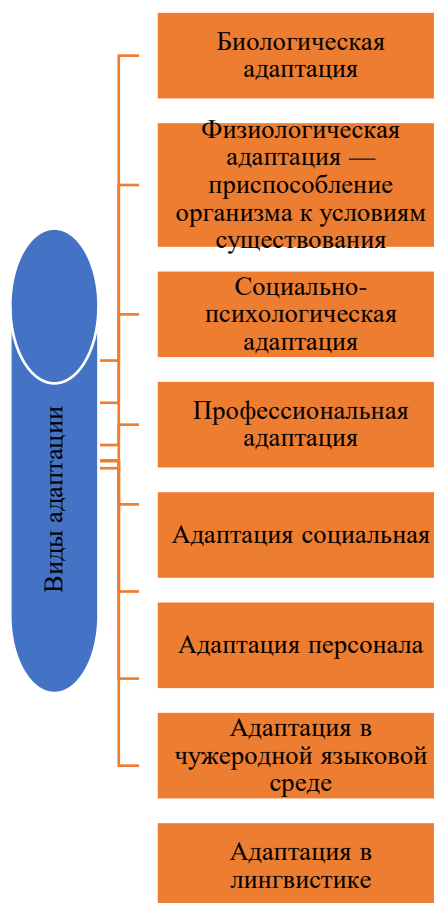 Виды адаптации
Биологическая
адаптация
Физиологическая
адаптация —
приспособление
организма к условиям
существования
Социально-
психологическая
адаптация
Профессиональная
адаптация
Адаптация социальная
Адаптация персонала
Адаптация в
чужеродной языковой
среде
Адаптация в
лингвистике